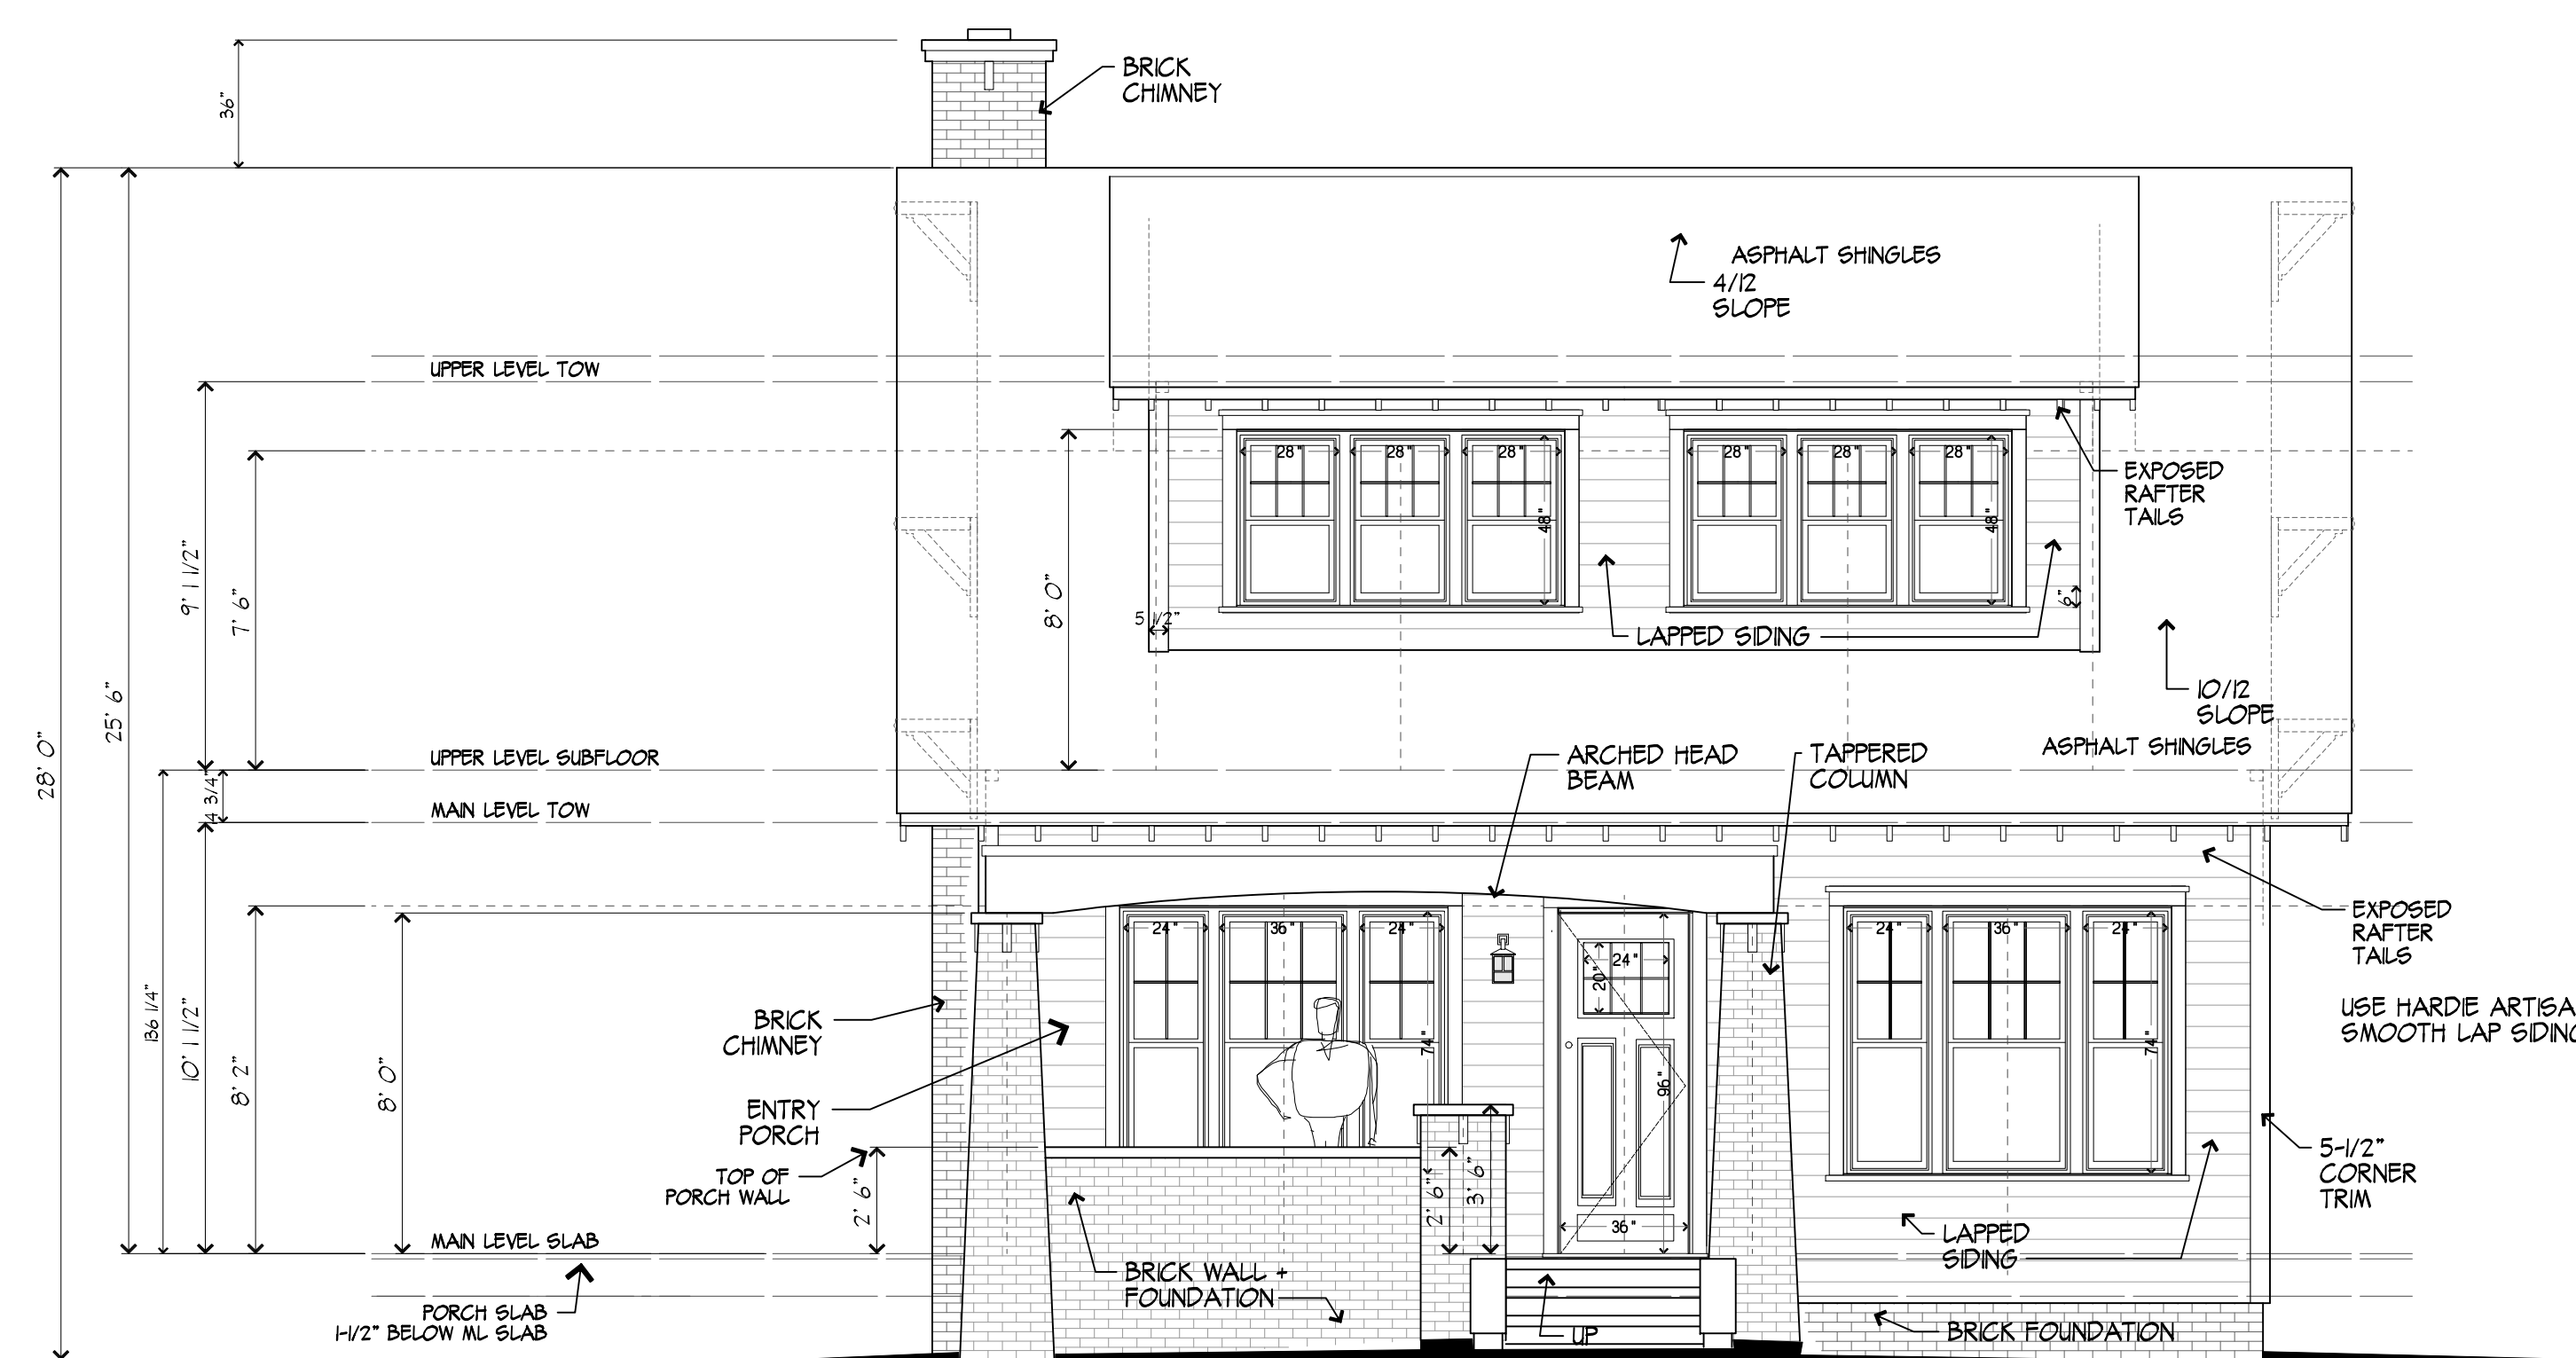 36"
BRICK
CHIMNEY
ASPHALT SHINGLES
4/12
SLOPE
UPPER LEVEL TOW
28"
28"
28"
48"
28"
28"
28"
48"
EXPOSED
RAFTER
TAILS
9' 1 1/2"
7' 6"
8' 0"
5 1/2"
6"
LAPPED SIDING
25' 6"
28' 0"
10/12
SLOPE
ASPHALT SHINGLES
UPPER LEVEL SUBFLOOR
4 3/4"
MAIN LEVEL TOW
ARCHED HEAD
BEAM
TAPPERED
COLUMN
136 1/4"
10' 1 1/2"
8' 2"
8' 0"
24"
36"
24"
74"
24"
20"
96"
36"
24"
36"
24"
74"
EXPOSED
RAFTER
TAILS
USE HARDIE ARTISA
SMOOTH LAP SIDING
BRICK
CHIMNEY
ENTRY
PORCH
TOP OF
PORCH WALL
2' 6"
2' 6"
3' 6"
5-1/2"
CORNER
TRIM
MAIN LEVEL SLAB
LAPPED
SIDING
PORCH SLAB
1-1/2" BELOW ML SLAB
BRICK WALL +
FOUNDATION
UP
BRICK FOUNDATION